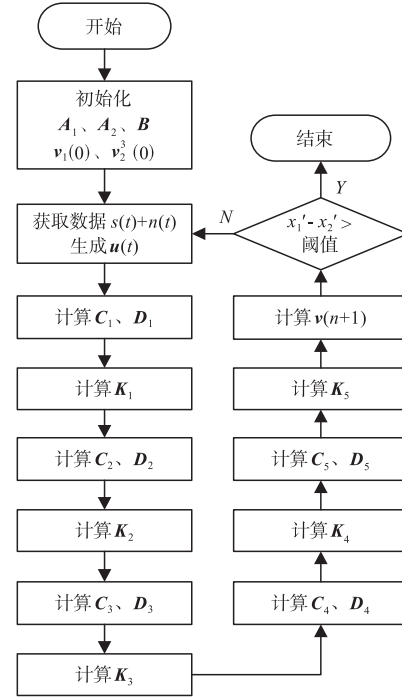 开始
初始化
A₁、A₂、B
v₁(0)、v₂³(0)
获取数据 s(t)+n(t)
生成 u(t)
计算 C₁、D₁
计算 K₁
计算 C₂、D₂
计算 K₂
计算 C₃、D₃
计算 K₃
计算 C₄、D₄
计算 K₄
计算 C₅、D₅
计算 K₅
计算 v(n+1)
x₁′- x₂′ >
阈值
N
Y
结束